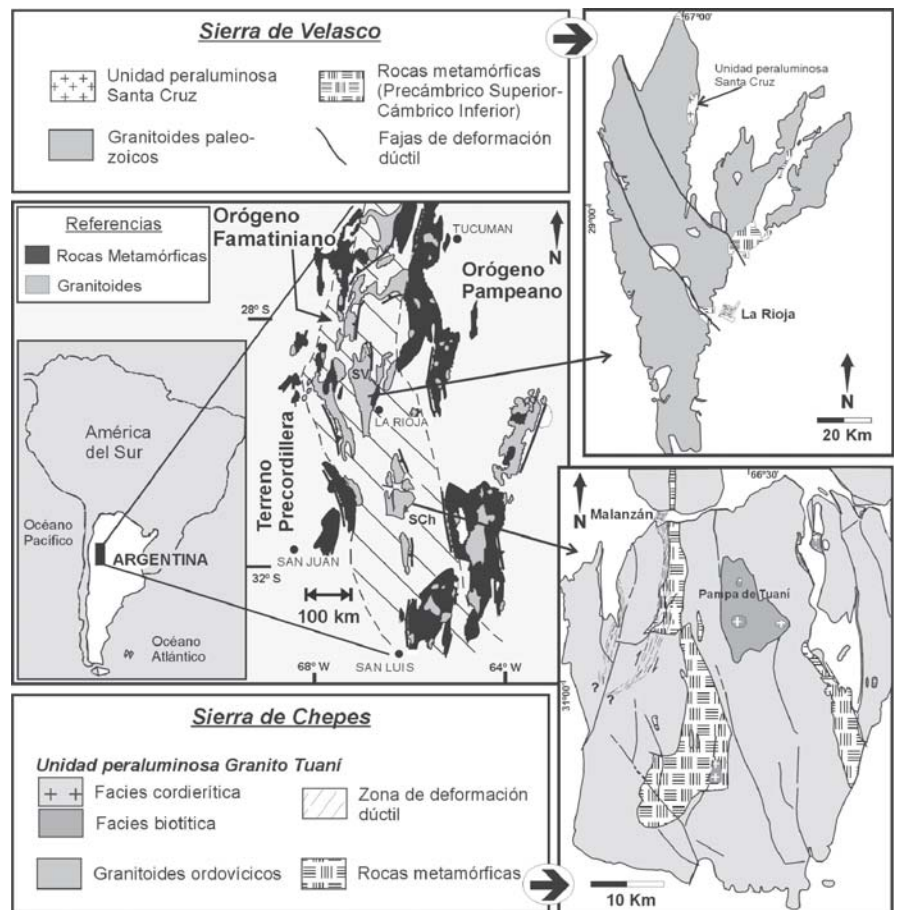 Sierra de Velasco
Unidad peraluminosa
Santa Cruz
Rocas metamórficas
(Precámbrico Superior-
Cámbrico Inferior)
Granitoides paleo-
zoicos
Fajas de deformación
dúctil
67°00'
Unidad peraluminosa
Santa Cruz
29°00
La Rioja
N
20 Km
Referencias
Rocas Metamórficas
Granitoides
Orógeno
Famatiniano
TUCUMAN
N
Orógeno
Pampeano
28° S
SV
LA RIOJA
Terreno
Precordillera
SCh
SAN JUAN
32° S
100 km
SAN LUIS
68° W
64° W
América
del Sur
Océano
Pacífico
ARGENTINA
Océano
Atlántico
66°30
N
Malanzán
Pampa de Tuaní
31°00'
?
?
10 Km
Sierra de Chepes
Unidad peraluminosa Granito Tuaní
Facies cordierítica
Facies biotítica
Zona de deformación
dúctil
Granitoides ordovícicos
Rocas metamórficas